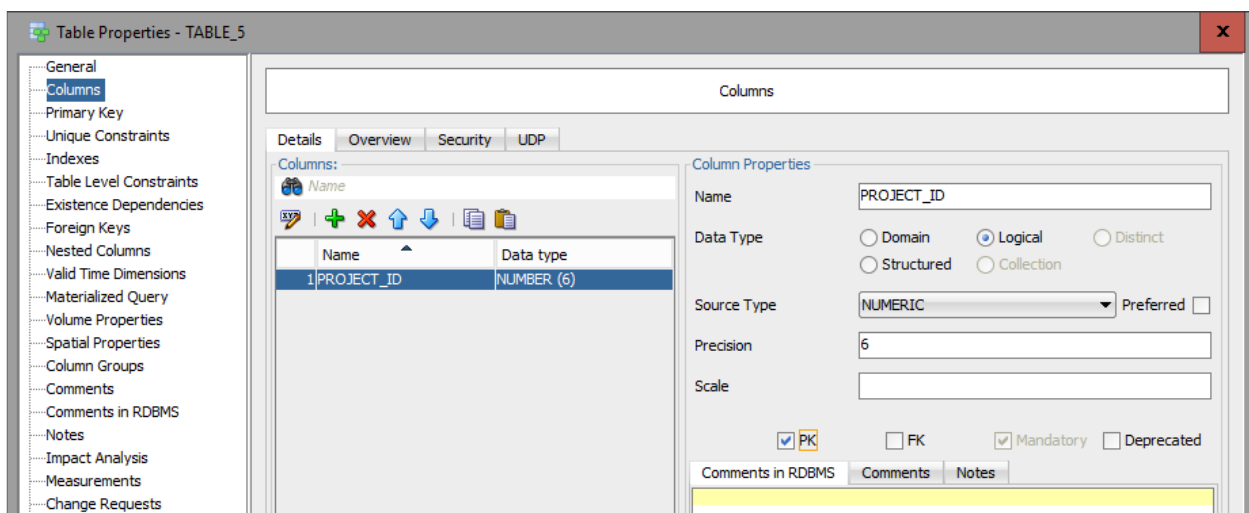 Table Properties - TABLE_5
x
General
Columns
Primary Key
Unique Constraints
Indexes
Table Level Constraints
Existence Dependencies
Foreign Keys
Nested Columns
Valid Time Dimensions
Materialized Query
Volume Properties
Spatial Properties
Column Groups
Comments
Comments in RDBMS
Notes
Impact Analysis
Measurements
Change Requests
Columns
Details Overview Security UDP
Columns:
Name
XYZ
Name Data type
1 PROJECT_ID NUMBER (6)
Column Properties
Name PROJECT_ID
Data Type Domain Logical Distinct
Structured Collection
Source Type NUMERIC Preferred
Precision 6
Scale
PK FK Mandatory Deprecated
Comments in RDBMS Comments Notes